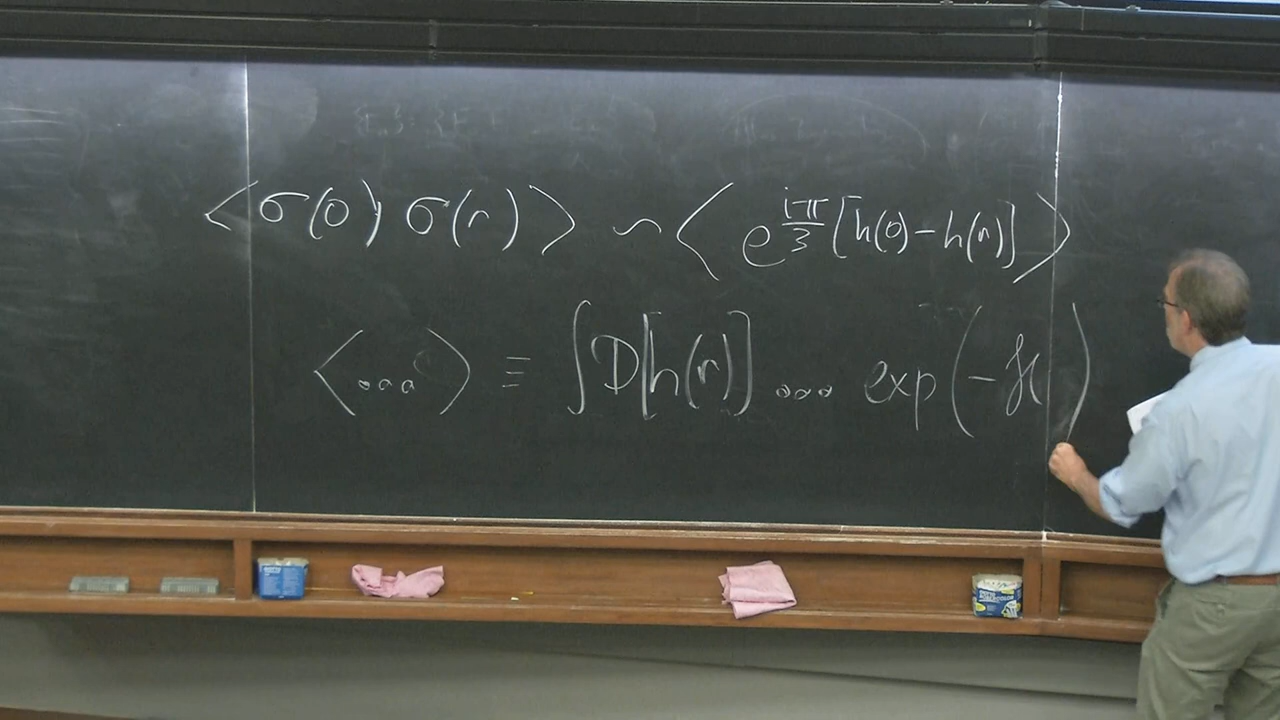 <σ(0) σ(r)> ~ <e^{iπ/3 [h(0) − h(r)]}>
<...> ≡ ∫ D[h(r)] ... exp(−ℋ)